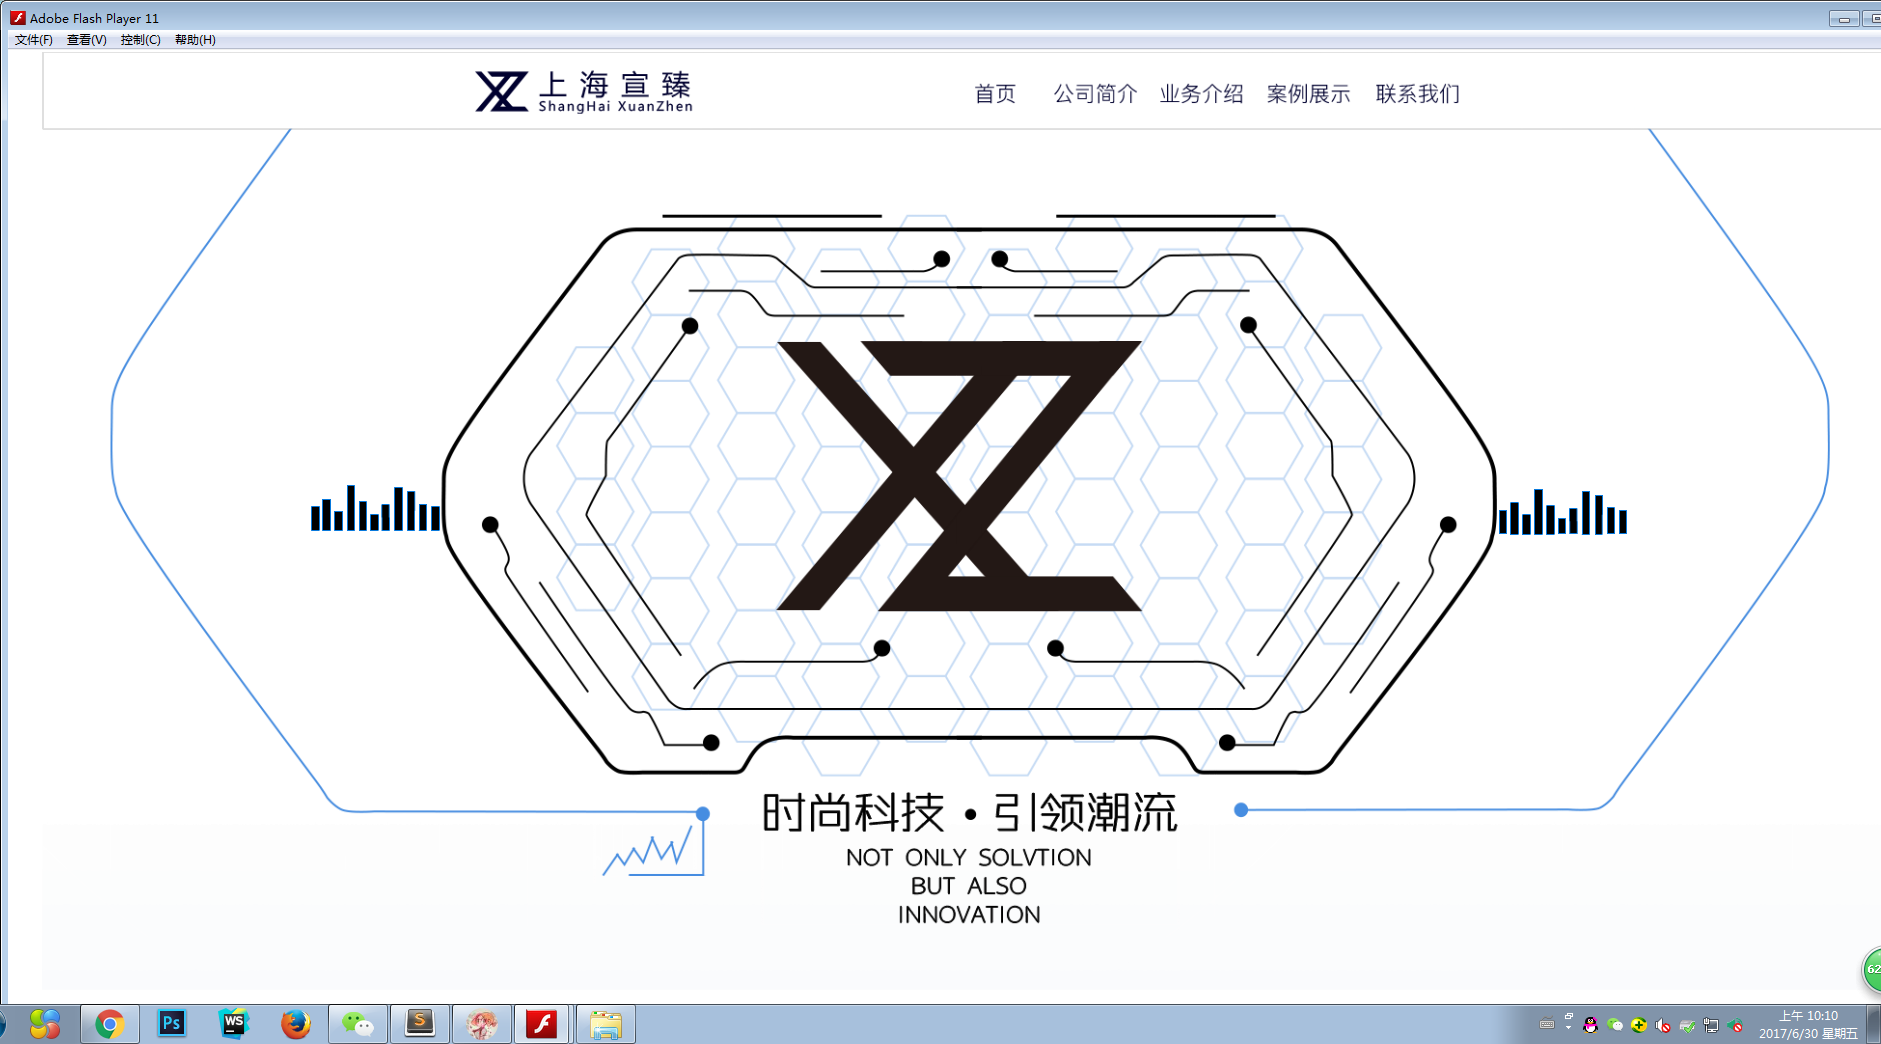 Adobe Flash Player 11
文件(F) 查看(V) 控制(C) 帮助(H)
上海宣臻
ShangHai XuanZhen
首页 公司简介 业务介绍 案例展示 联系我们
时尚科技·引领潮流
NOT ONLY SOLVTION
BUT ALSO
INNOVATION
62
Ps
WS
S
上午 10:10
2017/6/30 星期五